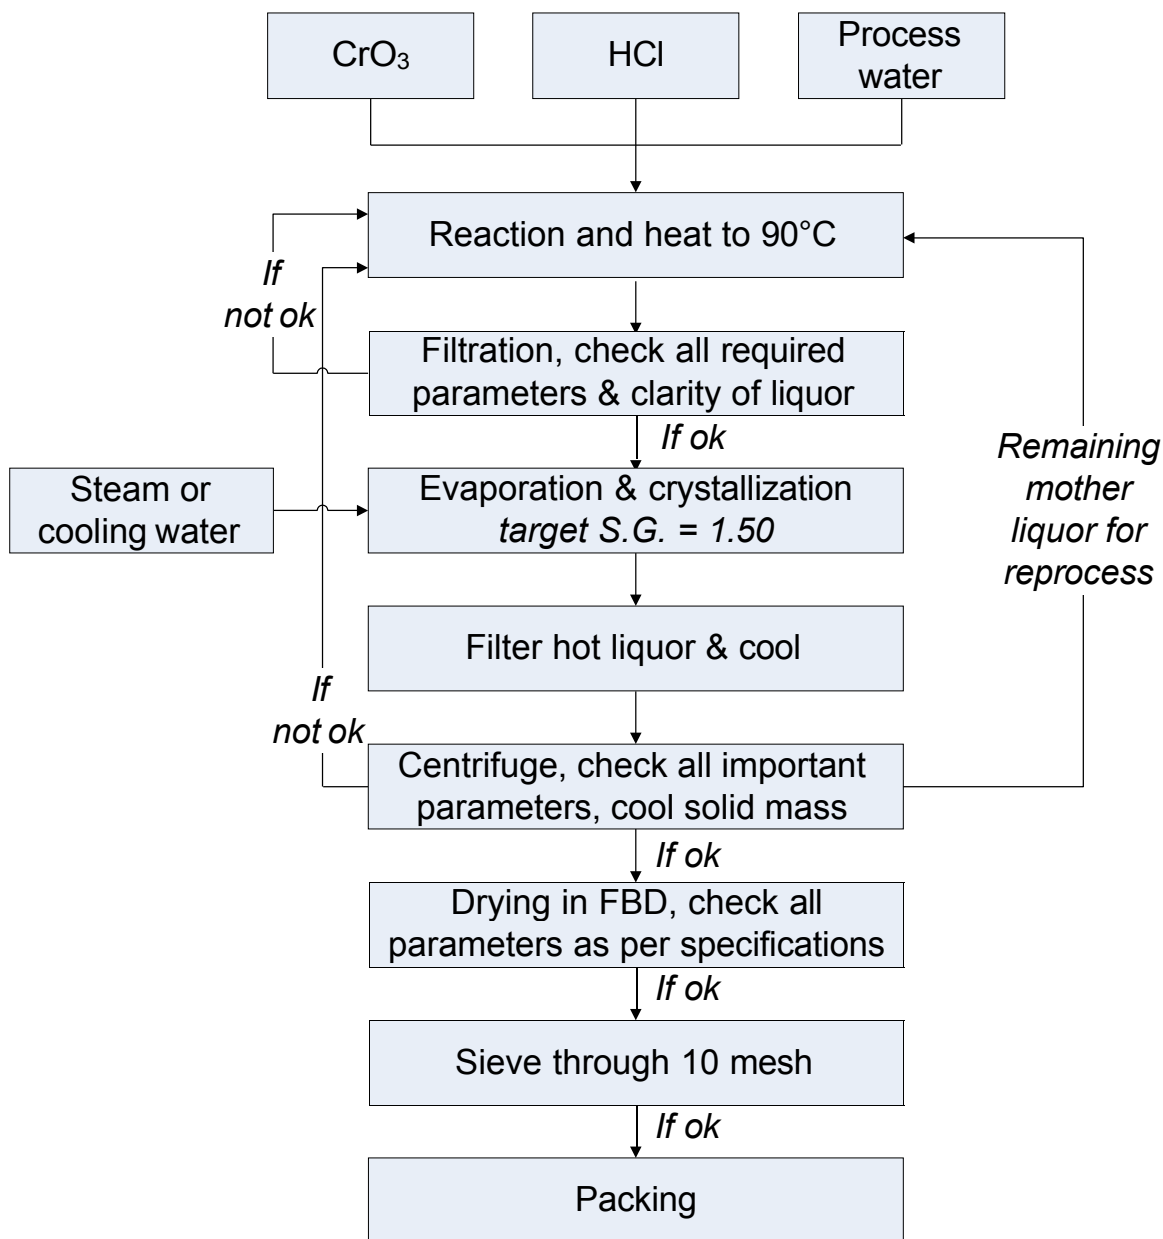 CrO₃
HCl
Process
water
Reaction and heat to 90°C
If
not ok
Filtration, check all required
parameters & clarity of liquor
If ok
Steam or
cooling water
Evaporation & crystallization
target S.G. = 1.50
Remaining
mother
liquor for
reprocess
Filter hot liquor & cool
If
not ok
Centrifuge, check all important
parameters, cool solid mass
If ok
Drying in FBD, check all
parameters as per specifications
If ok
Sieve through 10 mesh
If ok
Packing